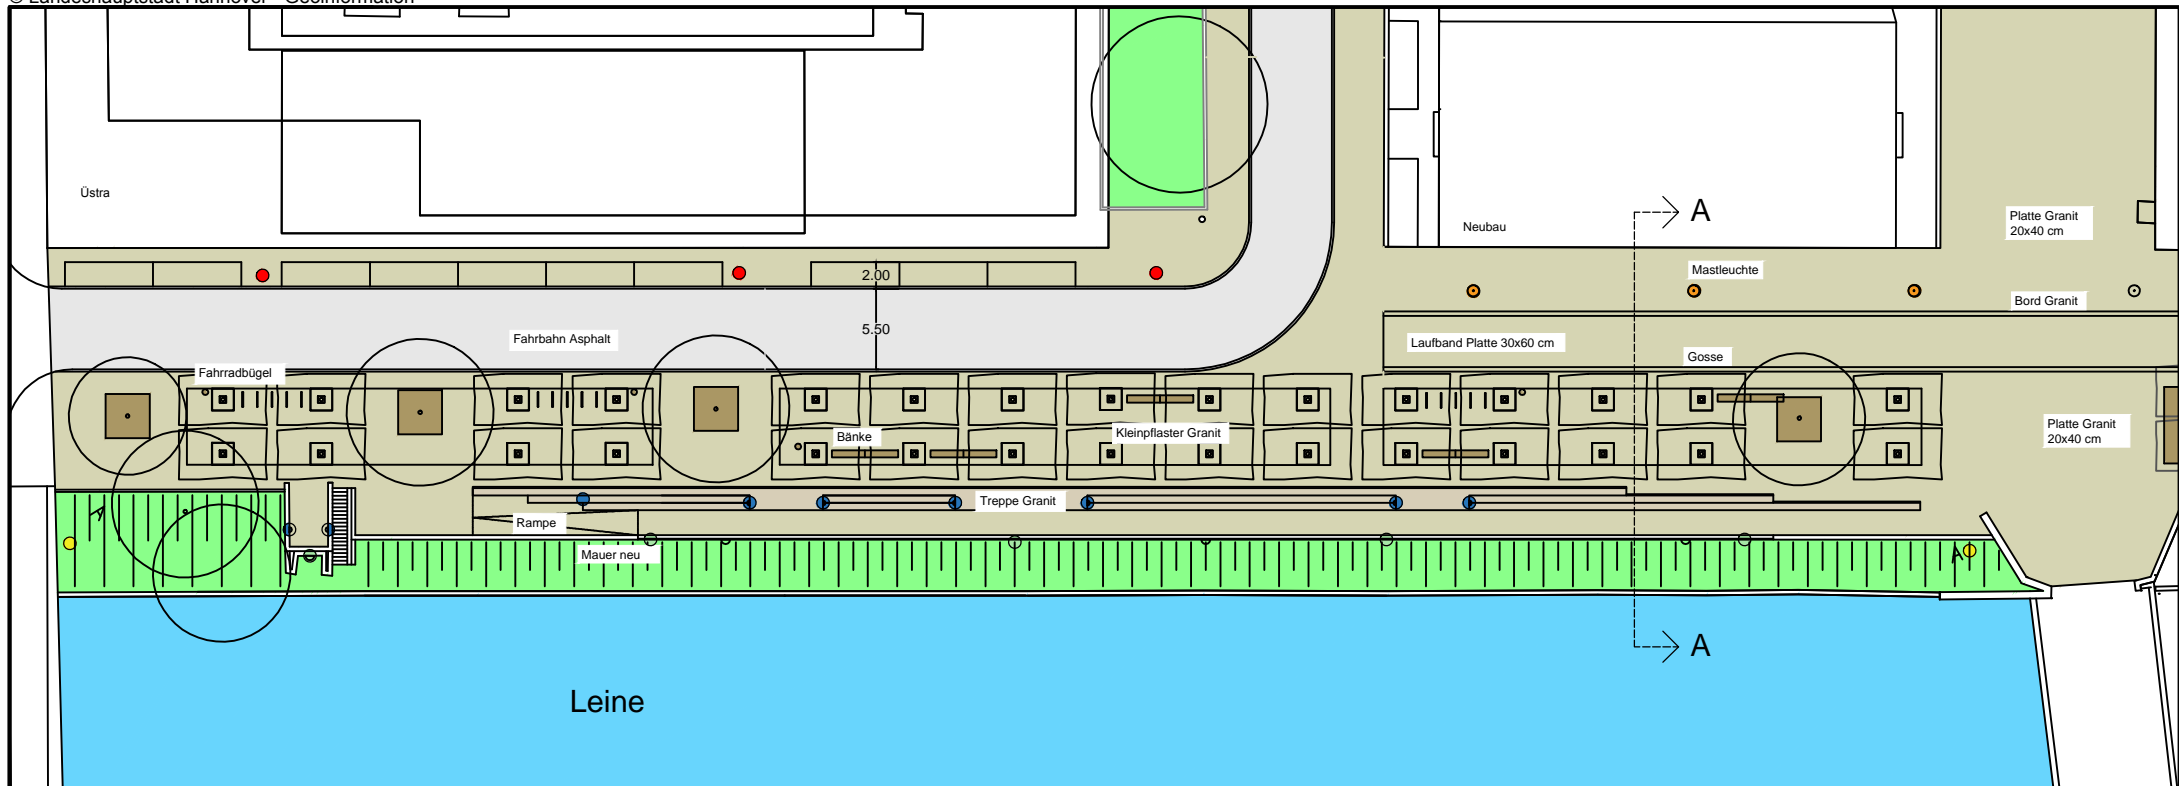 © Landeshauptstadt Hannover - Geoinformation
Üstra
A
Neubau
Platte Granit
20x40 cm
2.00
Mastleuchte
Bord Granit
5.50
Fahrbahn Asphalt
Laufband Platte 30x60 cm
Gosse
Fahrradbügel
Bänke
Kleinpflaster Granit
Platte Granit
20x40 cm
Treppe Granit
Rampe
Mauer neu
A
Leine